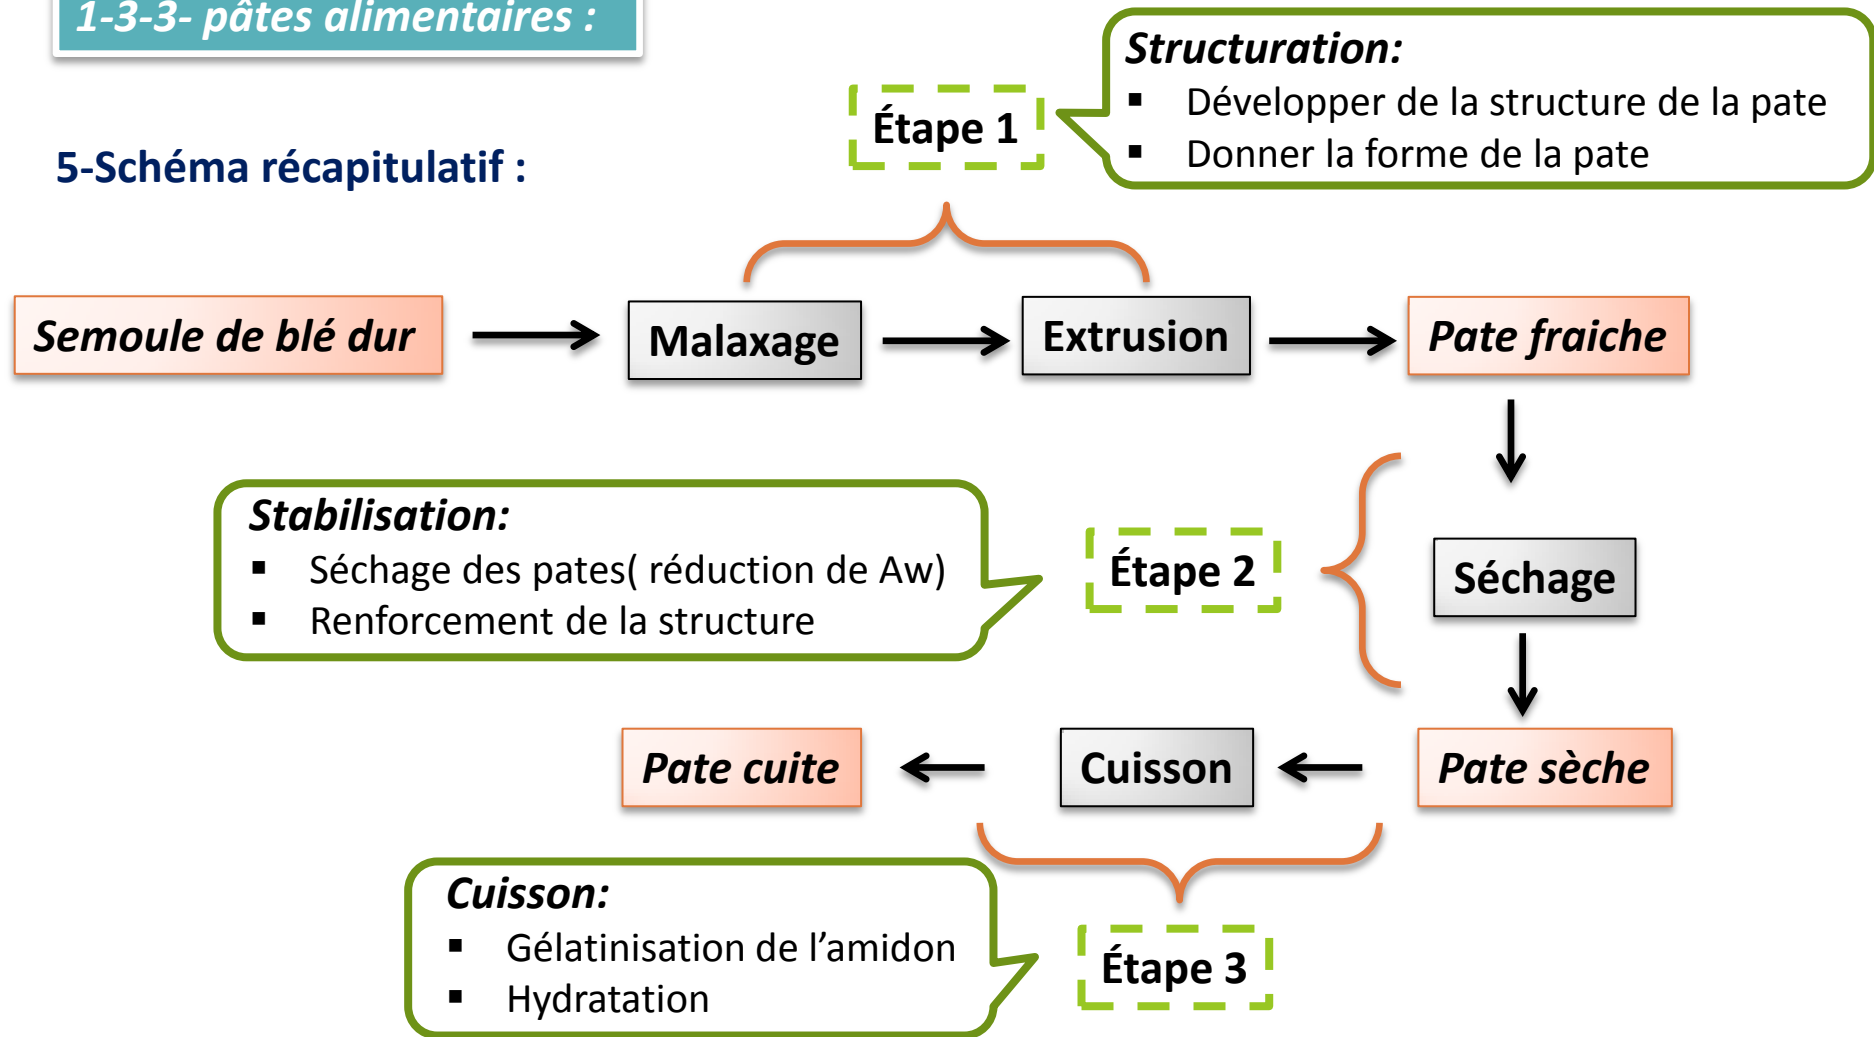 1-3-3- pâtes alimentaires :
5-Schéma récapitulatif :
Étape 1
Structuration:
▪ Développer de la structure de la pate
▪ Donner la forme de la pate
Semoule de blé dur
Malaxage
Extrusion
Pate fraiche
Stabilisation:
▪ Séchage des pates( réduction de Aw)
▪ Renforcement de la structure
Étape 2
Séchage
Pate cuite
Cuisson
Pate sèche
Cuisson:
▪ Gélatinisation de l’amidon
▪ Hydratation
Étape 3